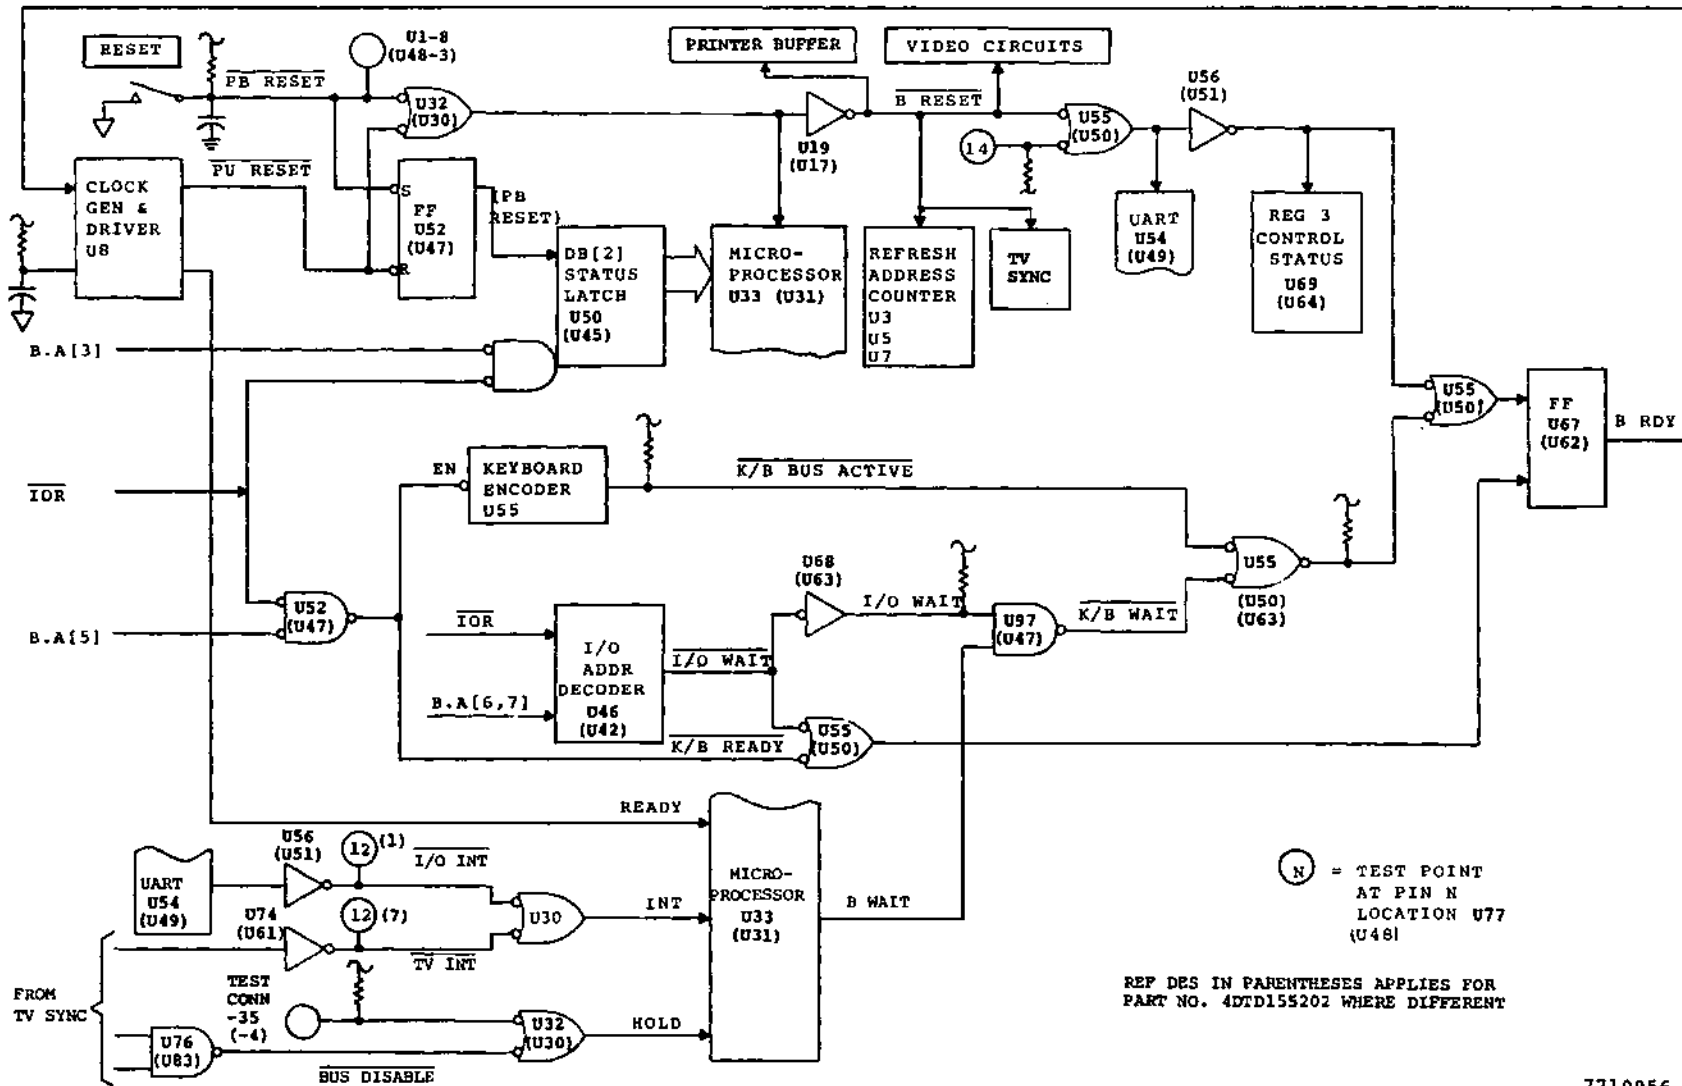 RESET
U1-8
(U48-3)
PRINTER BUFFER
VIDEO CIRCUITS
PB RESET
U32
(U30)
B RESET
U19
(U17)
14
U55
(U50)
U56
(U51)
PU RESET
CLOCK
GEN &
DRIVER
U8
S
FF
U52
(U47)
R
(PB
RESET)
DB[2]
STATUS
LATCH
U50
(U45)
MICRO-
PROCESSOR
U33 (U31)
REFRESH
ADDRESS
COUNTER
U3
U5
U7
TV
SYNC
UART
U54
(U49)
REG 3
CONTROL
STATUS
U69
(U64)
B.A[3]
U55
(U50)
FF
U67
(U62)
B RDY
IOR
EN
KEYBOARD
ENCODER
U55
K/B BUS ACTIVE
U52
(U47)
B.A[5]
IOR
B.A[6,7]
I/O
ADDR
DECODER
U46
(U42)
I/O WAIT
U68
(U63)
I/O WAIT
U97
(U47)
K/B WAIT
U55
(U50)
(U63)
K/B READY
U55
(U50)
READY
UART
U54
(U49)
U56
(U51)
12 (1)
I/O INT
U74
(U61)
12 (7)
TV INT
U30
INT
MICRO-
PROCESSOR
U33
(U31)
B WAIT
FROM
TV SYNC
TEST
CONN
-35
(-4)
U76
(U83)
BUS DISABLE
U32
(U30)
HOLD
N = TEST POINT
AT PIN N
LOCATION U77
(U48)
REF DES IN PARENTHESES APPLIES FOR
PART NO. 4DTD155202 WHERE DIFFERENT